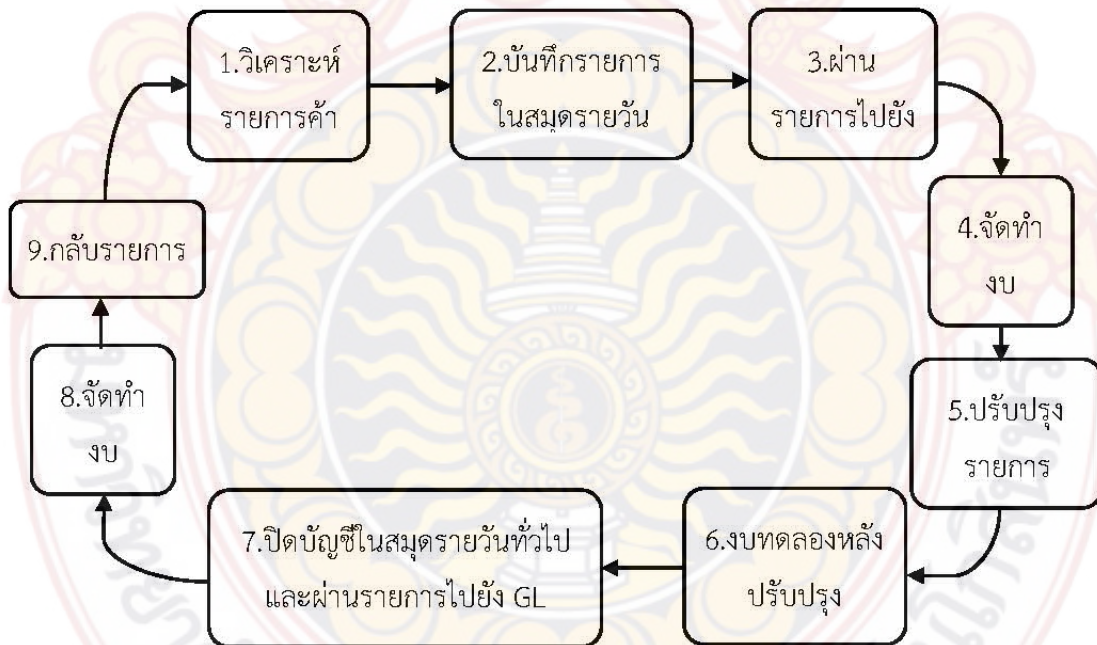 1.วิเคราะห์
รายการค้า
2.บันทึกรายการ
ในสมุดรายวัน
3.ผ่าน
รายการไปยัง
4.จัดทำ
งบ
5.ปรับปรุง
รายการ
6.งบทดลองหลัง
ปรับปรุง
7.ปิดบัญชีในสมุดรายวันทั่วไป
และผ่านรายการไปยัง GL
8.จัดทำ
งบ
9.กลับรายการ